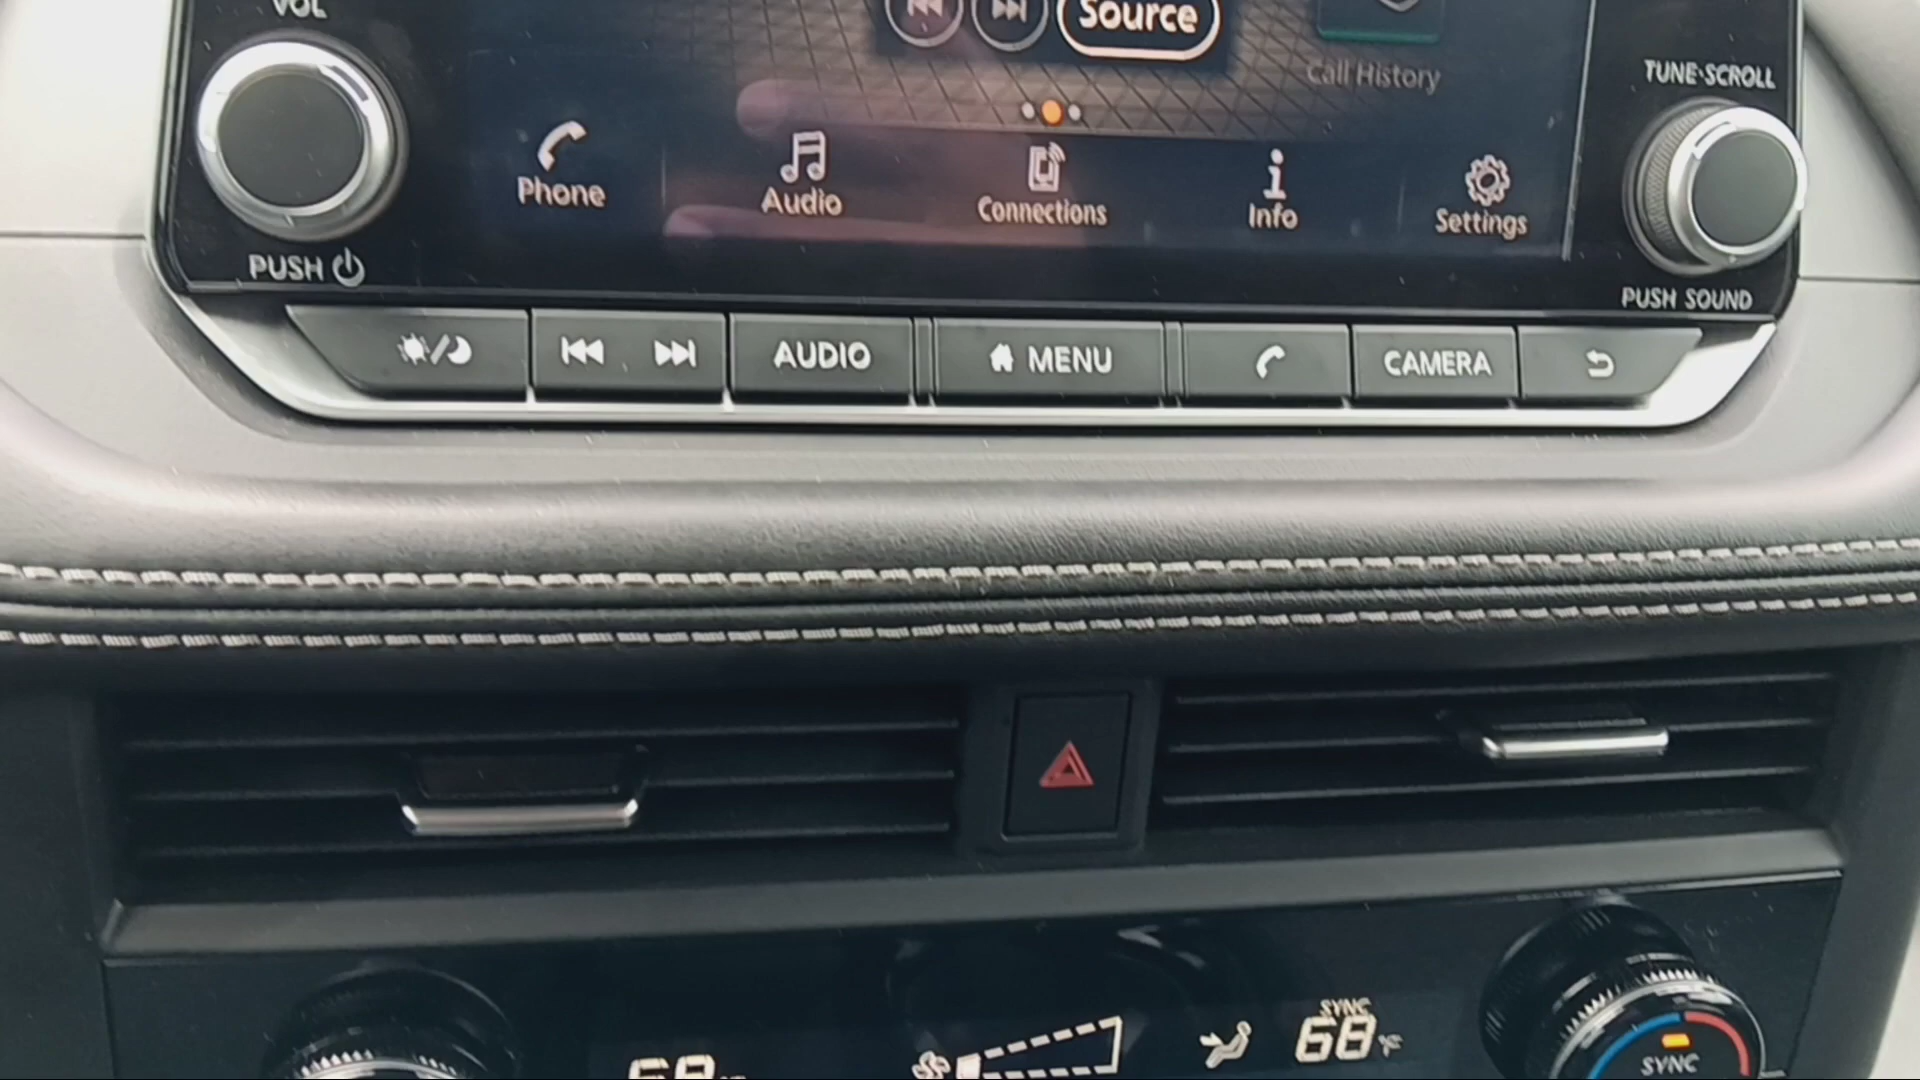 VOL
Source
Call History
TUNE·SCROLL
Phone
Audio
Connections
Info
Settings
PUSH
PUSH SOUND
AUDIO
MENU
CAMERA
SYNC
68
68°F
SYNC